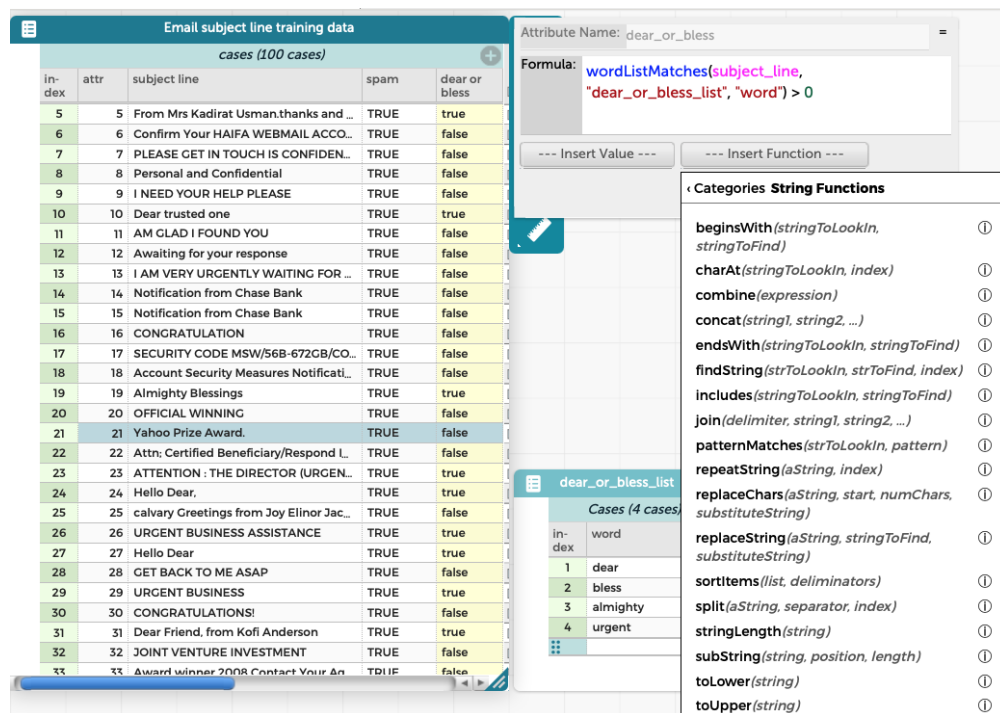 Email subject line training data
cases (100 cases)
in-
dex
attr
subject line
spam
dear or
bless
5 5 From Mrs Kadirat Usman.thanks and ... TRUE true
6 6 Confirm Your HAIFA WEBMAIL ACCO... TRUE false
7 7 PLEASE GET IN TOUCH IS CONFIDEN... TRUE false
8 8 Personal and Confidential TRUE false
9 9 I NEED YOUR HELP PLEASE TRUE false
10 10 Dear trusted one TRUE true
11 11 AM GLAD I FOUND YOU TRUE false
12 12 Awaiting for your response TRUE false
13 13 I AM VERY URGENTLY WAITING FOR ... TRUE false
14 14 Notification from Chase Bank TRUE false
15 15 Notification from Chase Bank TRUE false
16 16 CONGRATULATION TRUE false
17 17 SECURITY CODE MSW/56B-672GB/CO... TRUE false
18 18 Account Security Measures Notificati... TRUE false
19 19 Almighty Blessings TRUE true
20 20 OFFICIAL WINNING TRUE false
21 21 Yahoo Prize Award. TRUE false
22 22 Attn; Certified Beneficiary/Respond I... TRUE false
23 23 ATTENTION : THE DIRECTOR (URGEN... TRUE true
24 24 Hello Dear, TRUE true
25 25 calvary Greetings from Joy Elinor Jac... TRUE false
26 26 URGENT BUSINESS ASSISTANCE TRUE true
27 27 Hello Dear TRUE true
28 28 GET BACK TO ME ASAP TRUE false
29 29 URGENT BUSINESS TRUE true
30 30 CONGRATULATIONS! TRUE false
31 31 Dear Friend, from Kofi Anderson TRUE true
32 32 JOINT VENTURE INVESTMENT TRUE false
33 33 Award winner 2008 Contact Your Ag TRUE false
Attribute Name: dear_or_bless =
Formula: wordListMatches(subject_line,
"dear_or_bless_list", "word") > 0
--- Insert Value --- --- Insert Function ---
‹ Categories String Functions
beginsWith(stringToLookIn,
stringToFind)
charAt(stringToLookIn, index)
combine(expression)
concat(string1, string2, ...)
endsWith(stringToLookIn, stringToFind)
findString(strToLookIn, strToFind, index)
includes(stringToLookIn, stringToFind)
join(delimiter, string1, string2, ...)
patternMatches(strToLookIn, pattern)
repeatString(aString, index)
replaceChars(aString, start, numChars,
substituteString)
replaceString(aString, stringToFind,
substituteString)
sortItems(list, deliminators)
split(aString, separator, index)
stringLength(string)
subString(string, position, length)
toLower(string)
toUpper(string)
dear_or_bless_list
Cases (4 cases)
in-
dex
word
1 dear
2 bless
3 almighty
4 urgent